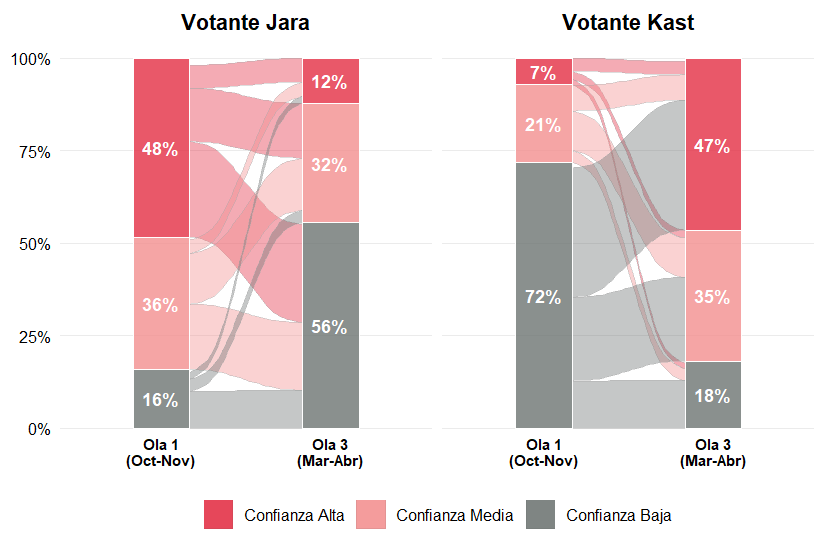 Votante Jara
Votante Kast
100%
75%
50%
25%
0%
48%
36%
16%
12%
32%
56%
7%
21%
72%
47%
35%
18%
Ola 1
(Oct-Nov)
Ola 3
(Mar-Abr)
Ola 1
(Oct-Nov)
Ola 3
(Mar-Abr)
Confianza Alta
Confianza Media
Confianza Baja